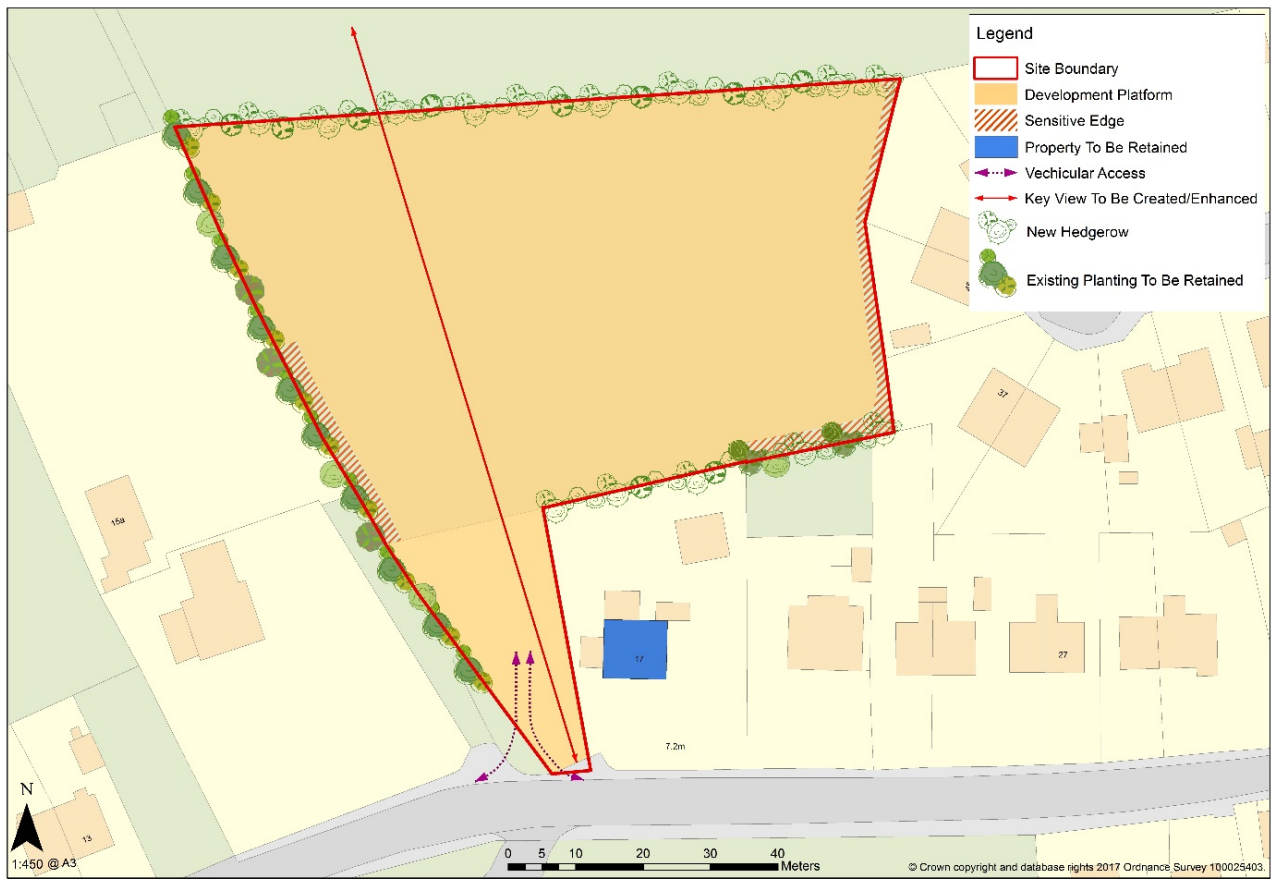 Legend
Site Boundary
Development Platform
Sensitive Edge
Property To Be Retained
Vechicular Access
Key View To Be Created/Enhanced
New Hedgerow
Existing Planting To Be Retained
37
15a
17
27
7.2m
13
N
1:450 @ A3
0 5 10 20 30 40
Meters
© Crown copyright and database rights 2017 Ordnance Survey 100025403.